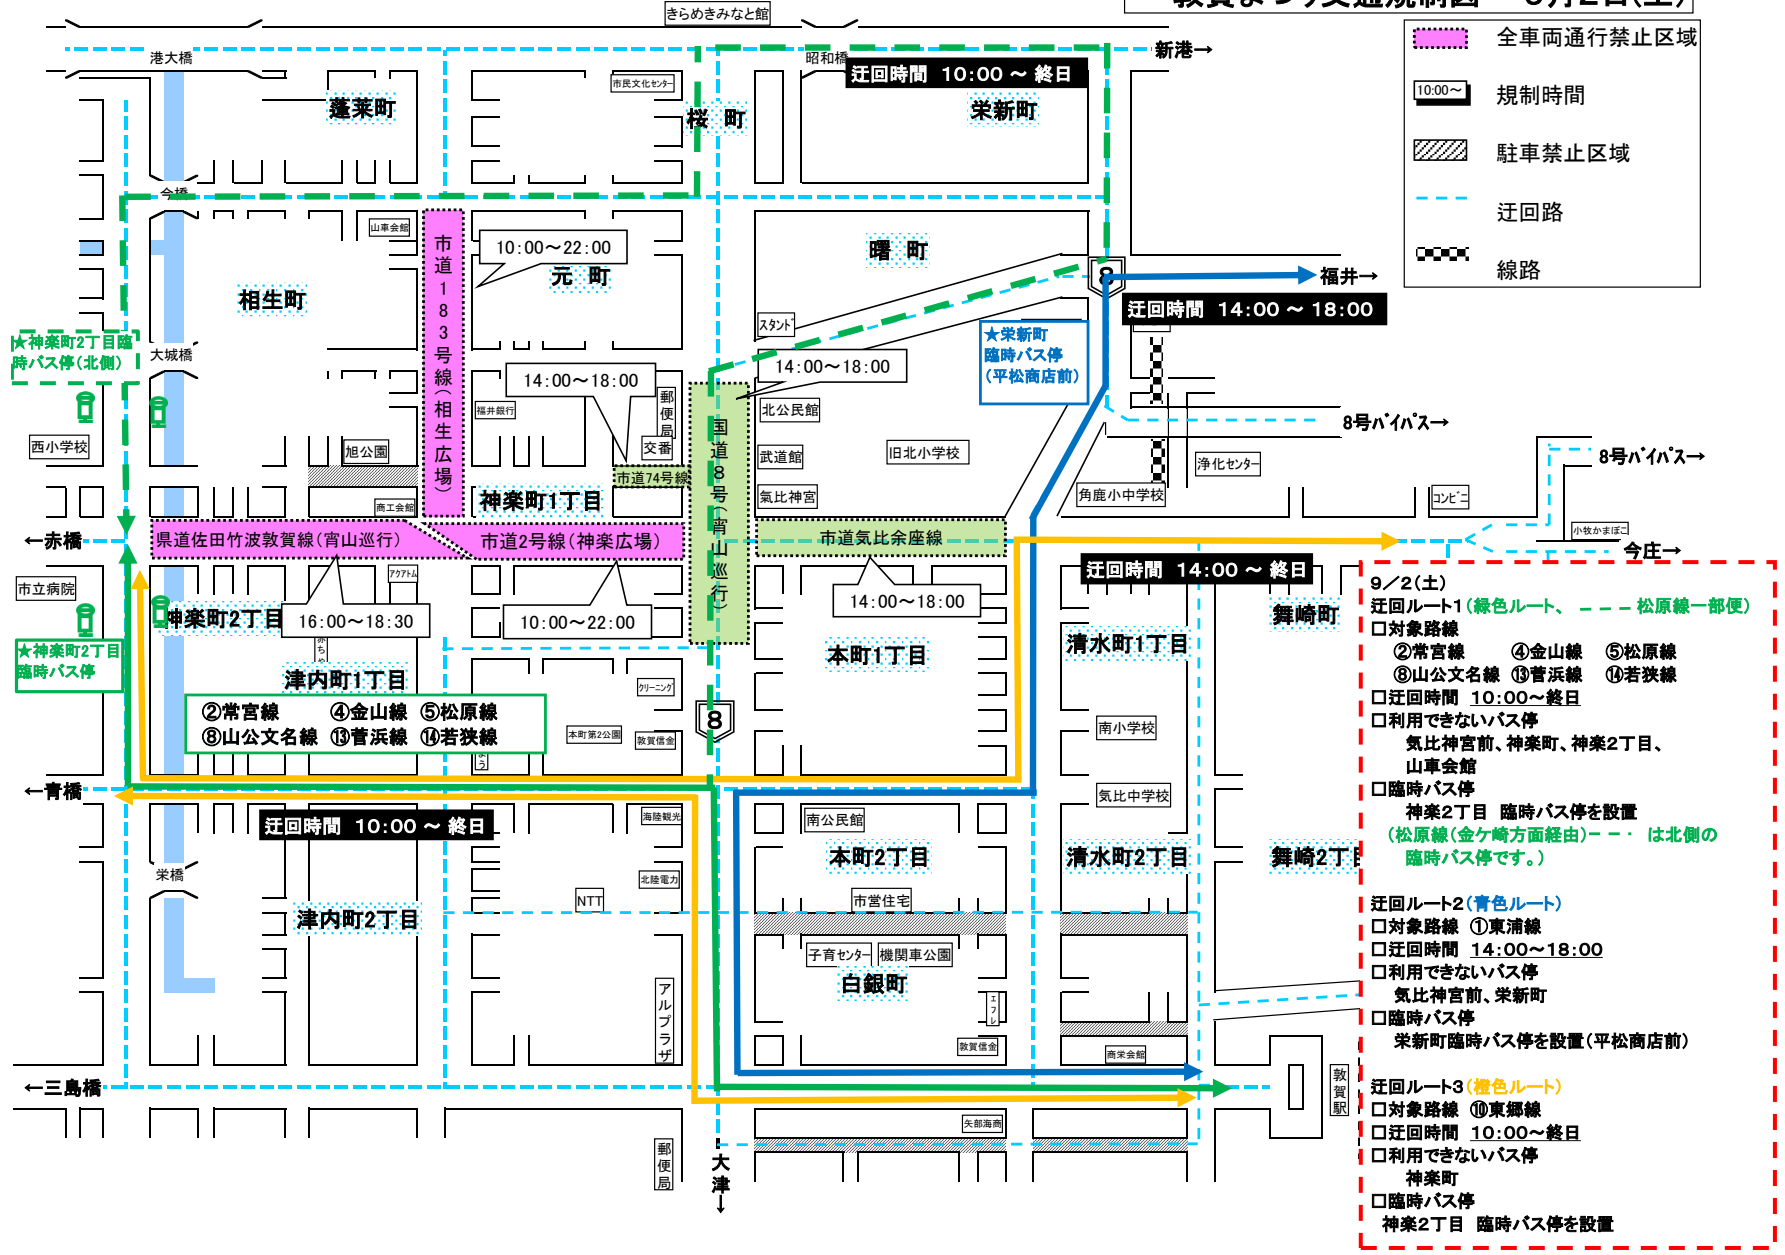 きらめきみなと館
敦賀まつり交通規制図　9月2日(土)
全車両通行禁止区域
10:00～
規制時間
駐車禁止区域
迂回路
線路
港大橋
昭和橋
新港→
迂回時間 10:00 ～ 終日
市民文化センター
蓬莱町
桜 町
栄新町
今橋
山車会館
市道183号線(相生広場)
10:00～22:00
元 町
曙 町
相生町
8
福井→
迂回時間 14:00 ～ 18:00
スタンド
★栄新町
臨時バス停
(平松商店前)
★神楽町2丁目臨
時バス停(北側)
大城橋
14:00～18:00
14:00～18:00
福井銀行
郵便局
北公民館
8号バイパス→
西小学校
旭公園
交番
国道8号(宵山巡行)
武道館
旧北小学校
浄化センター
8号バイパス→
市道74号線
氣比神宮
角鹿小中学校
コンビニ
商工会館
神楽町1丁目
←赤橋
県道佐田竹波敦賀線(宵山巡行)
市道2号線(神楽広場)
市道気比余座線
小牧かまぼこ
今庄→
市立病院
アクアトム
迂回時間 14:00 ～ 終日
神楽町2丁目
16:00～18:30
10:00～22:00
14:00～18:00
舞崎町
★神楽町2丁目
臨時バス停
津内町1丁目
本町1丁目
清水町1丁目
クリーニング
②常宮線 ④金山線 ⑤松原線
⑧山公文名線 ⑬菅浜線 ⑭若狭線
本町第2公園
敦賀信金
8
南小学校
←青橋
気比中学校
迂回時間 10:00 ～ 終日
海陸観光
南公民館
本町2丁目
清水町2丁目
舞崎2丁目
栄橋
北陸電力
NTT
市営住宅
津内町2丁目
子育センター
機関車公園
白銀町
アルプラザ
エフレ
敦賀信金
商栄会館
←三島橋
敦賀駅
矢部海商
郵便局
大津→
9／2(土)
迂回ルート1(緑色ルート、 ーーー 松原線一部便)
□対象路線
②常宮線 ④金山線 ⑤松原線
⑧山公文名線 ⑬菅浜線 ⑭若狭線
□迂回時間 10:00～終日
□利用できないバス停
気比神宮前、神楽町、神楽2丁目、
山車会館
□臨時バス停
神楽2丁目 臨時バス停を設置
(松原線(金ケ崎方面経由)ーー・ は北側の
臨時バス停です。)
迂回ルート2(青色ルート)
□対象路線 ①東浦線
□迂回時間 14:00～18:00
□利用できないバス停
気比神宮前、栄新町
□臨時バス停
栄新町臨時バス停を設置(平松商店前)
迂回ルート3(橙色ルート)
□対象路線 ⑩東郷線
□迂回時間 10:00～終日
□利用できないバス停
神楽町
□臨時バス停
神楽2丁目 臨時バス停を設置